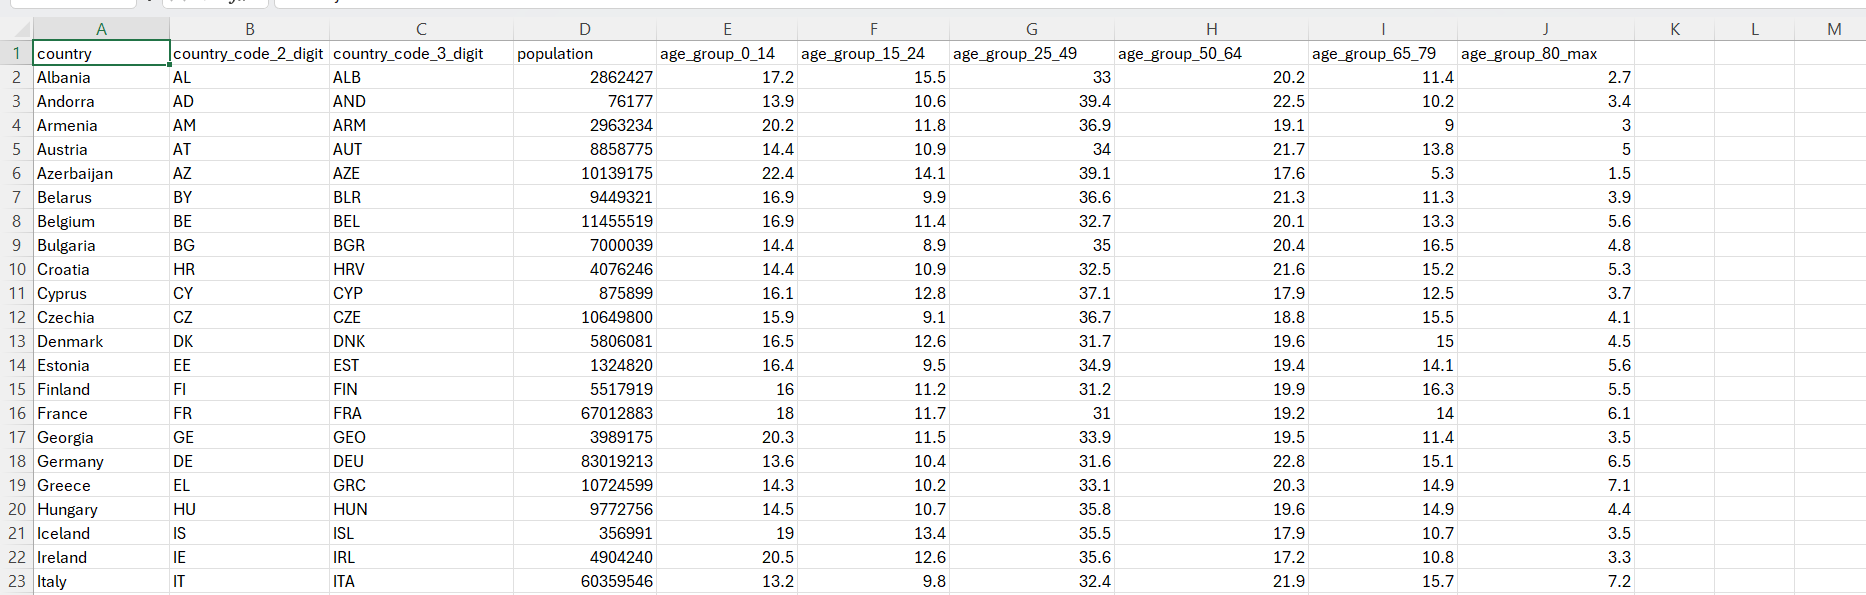 A B C D E F G H I J K L M
1 country country_code_2_digit country_code_3_digit population age_group_0_14 age_group_15_24 age_group_25_49 age_group_50_64 age_group_65_79 age_group_80_max
2 Albania AL ALB 2862427 17.2 15.5 33 20.2 11.4 2.7
3 Andorra AD AND 76177 13.9 10.6 39.4 22.5 10.2 3.4
4 Armenia AM ARM 2963234 20.2 11.8 36.9 19.1 9 3
5 Austria AT AUT 8858775 14.4 10.9 34 21.7 13.8 5
6 Azerbaijan AZ AZE 10139175 22.4 14.1 39.1 17.6 5.3 1.5
7 Belarus BY BLR 9449321 16.9 9.9 36.6 21.3 11.3 3.9
8 Belgium BE BEL 11455519 16.9 11.4 32.7 20.1 13.3 5.6
9 Bulgaria BG BGR 7000039 14.4 8.9 35 20.4 16.5 4.8
10 Croatia HR HRV 4076246 14.4 10.9 32.5 21.6 15.2 5.3
11 Cyprus CY CYP 875899 16.1 12.8 37.1 17.9 12.5 3.7
12 Czechia CZ CZE 10649800 15.9 9.1 36.7 18.8 15.5 4.1
13 Denmark DK DNK 5806081 16.5 12.6 31.7 19.6 15 4.5
14 Estonia EE EST 1324820 16.4 9.5 34.9 19.4 14.1 5.6
15 Finland FI FIN 5517919 16 11.2 31.2 19.9 16.3 5.5
16 France FR FRA 67012883 18 11.7 31 19.2 14 6.1
17 Georgia GE GEO 3989175 20.3 11.5 33.9 19.5 11.4 3.5
18 Germany DE DEU 83019213 13.6 10.4 31.6 22.8 15.1 6.5
19 Greece EL GRC 10724599 14.3 10.2 33.1 20.3 14.9 7.1
20 Hungary HU HUN 9772756 14.5 10.7 35.8 19.6 14.9 4.4
21 Iceland IS ISL 356991 19 13.4 35.5 17.9 10.7 3.5
22 Ireland IE IRL 4904240 20.5 12.6 35.6 17.2 10.8 3.3
23 Italy IT ITA 60359546 13.2 9.8 32.4 21.9 15.7 7.2